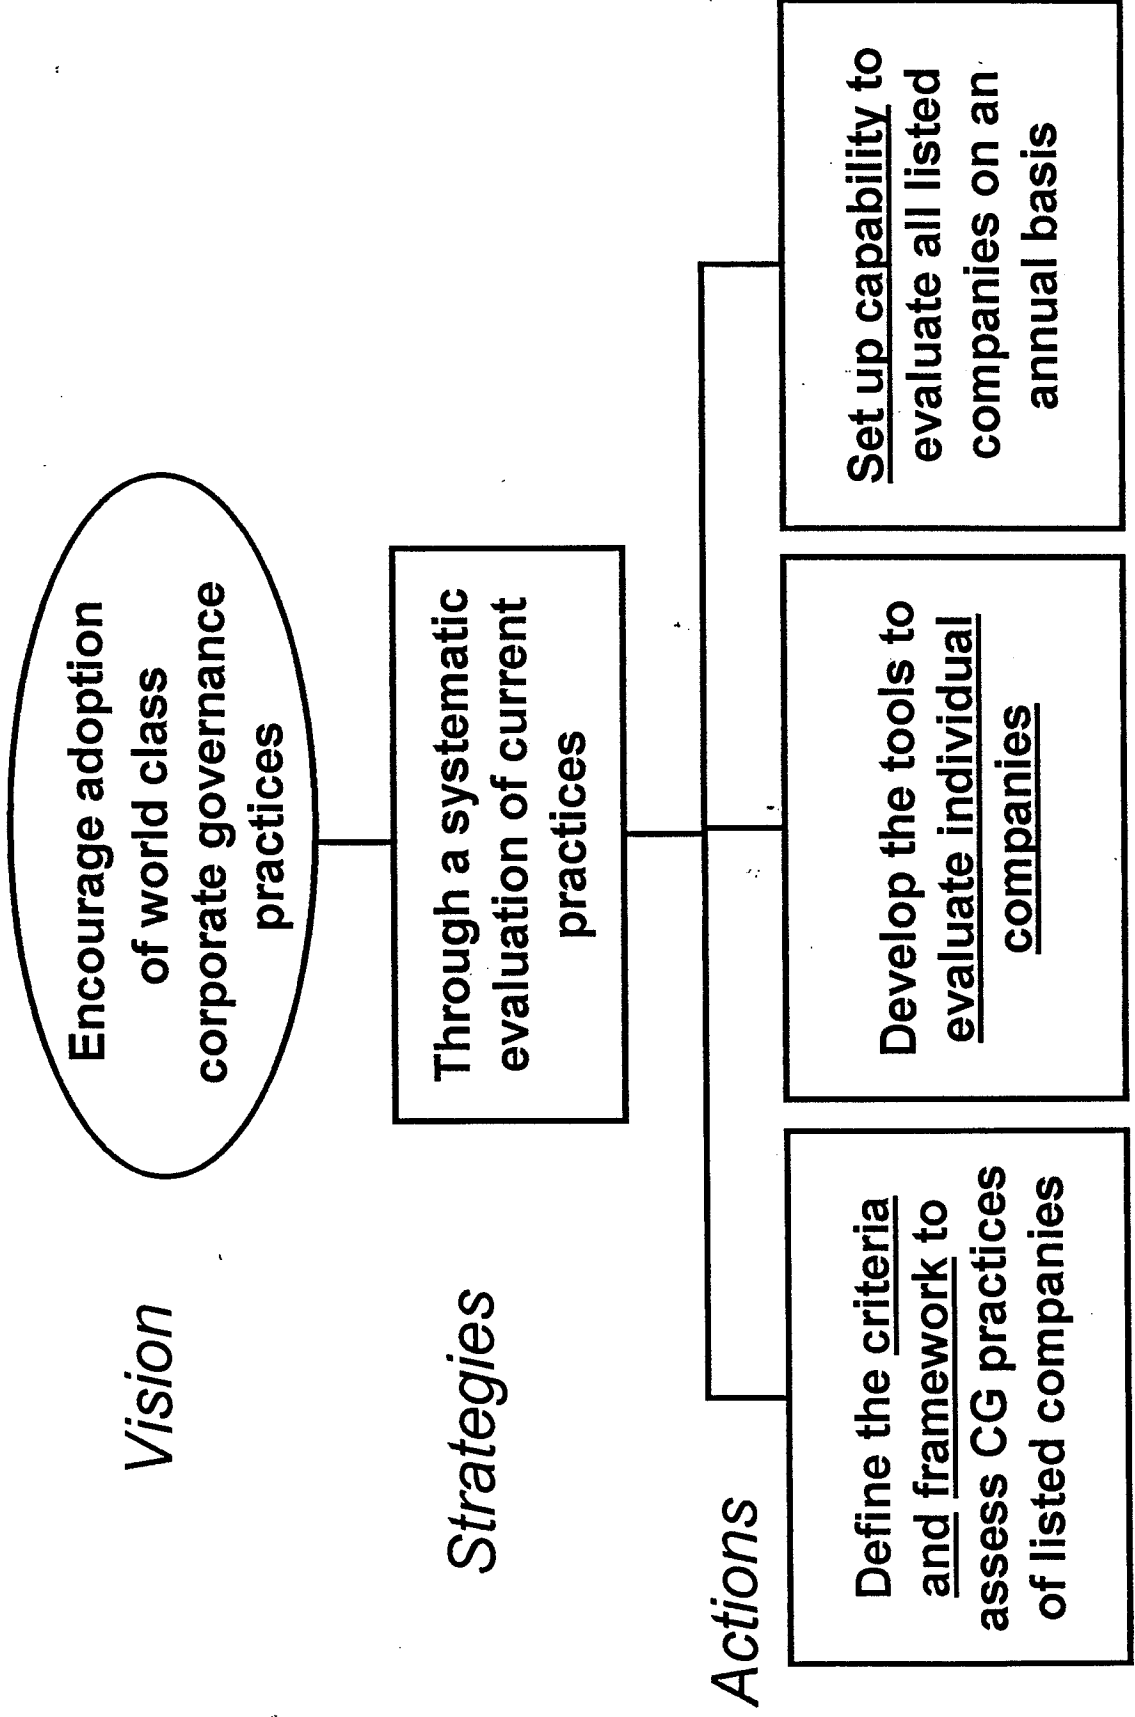 Vision
Encourage adoption
of world class
corporate governance
practices
Strategies
Through a systematic
evaluation of current
practices
Actions
Define the criteria
and framework to
assess CG practices
of listed companies
Develop the tools to
evaluate individual
companies
Set up capability to
evaluate all listed
companies on an
annual basis